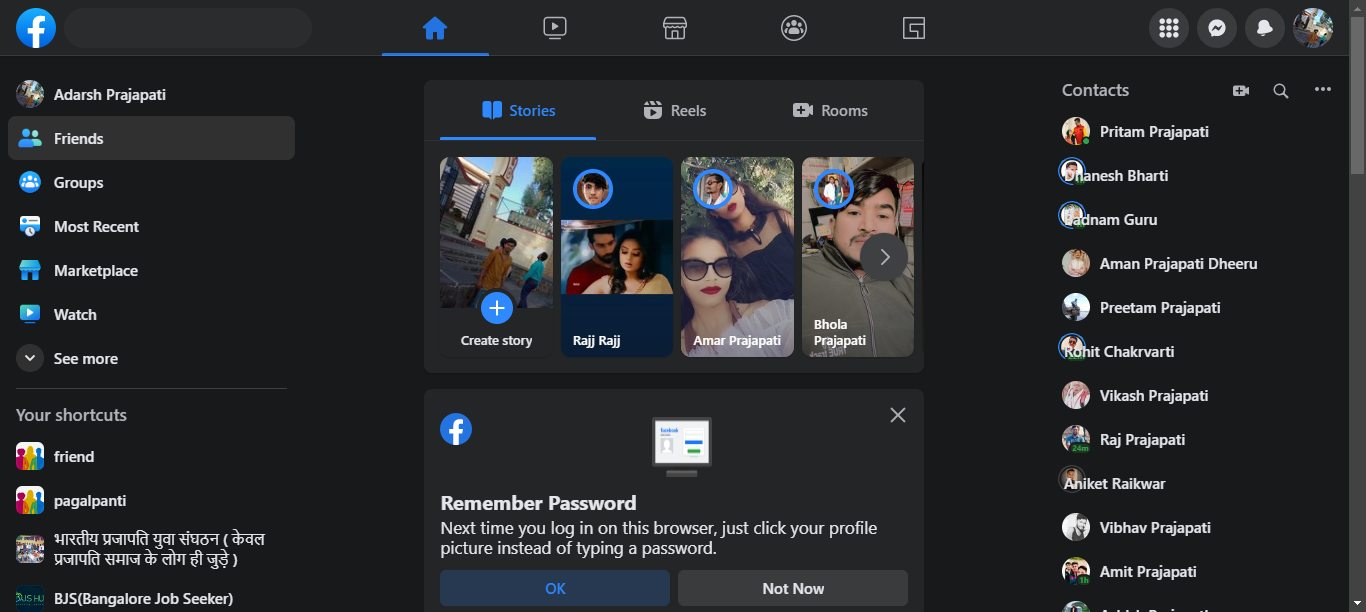 Adarsh Prajapati
Friends
Groups
Most Recent
Marketplace
Watch
See more
Your shortcuts
friend
pagalpanti
भारतीय प्रजापति युवा संघठन ( केवल
प्रजापति समाज के लोग ही जुड़े )
BJS(Bangalore Job Seeker)
Stories
Reels
Rooms
Create story
Rajj Rajj
Amar Prajapati
Bhola
Prajapati
Remember Password
Next time you log in on this browser, just click your profile
picture instead of typing a password.
OK
Not Now
Contacts
Pritam Prajapati
Dhanesh Bharti
Badnam Guru
Aman Prajapati Dheeru
Preetam Prajapati
Rohit Chakrvarti
Vikash Prajapati
Raj Prajapati
24m
Aniket Raikwar
Vibhav Prajapati
Amit Prajapati
1h